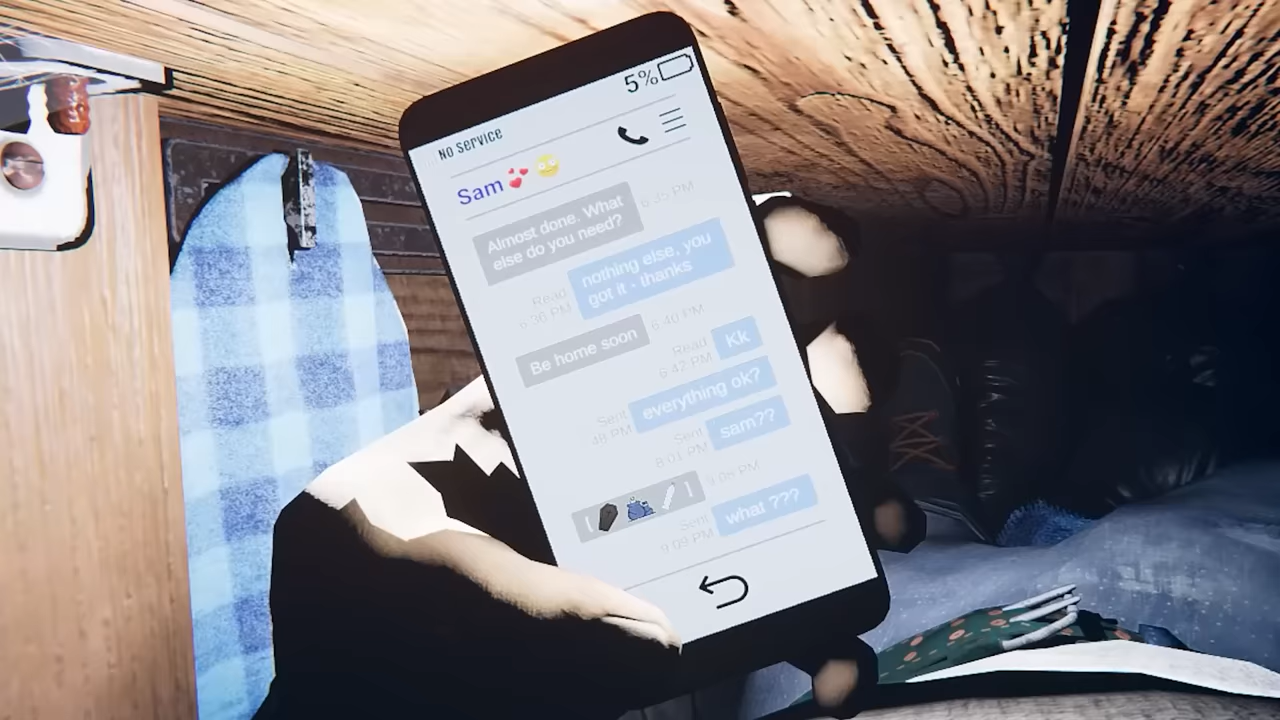 5%
No service
Sam
6:35 PM
Almost done. What
else do you need?
nothing else, you
got it - thanks
Read
6:36 PM
6:40 PM
Be home soon
Kk
Read
6:42 PM
everything ok?
Sent
48 PM
sam??
Sent
8:01 PM
9:08 PM
[ ]
what ???
Sent
9:09 PM